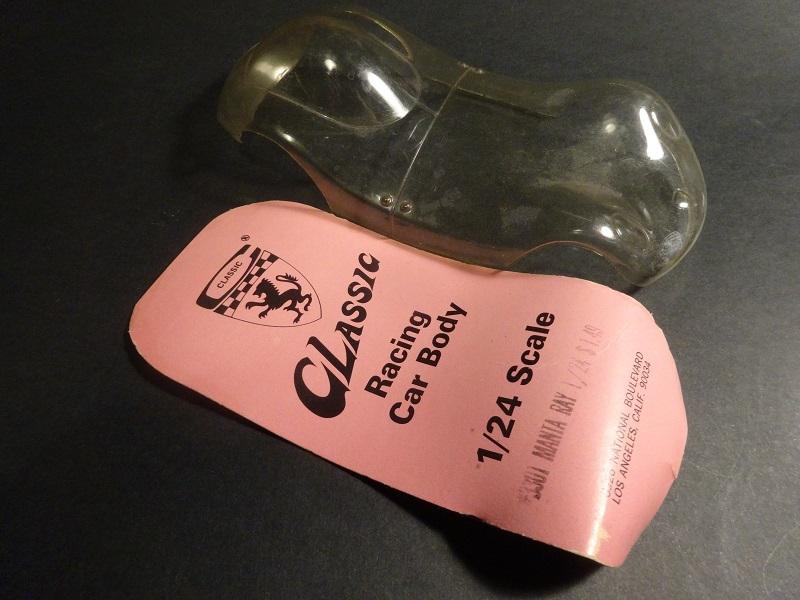 CLASSIC
®
CLASSIC
Racing
Car Body
1/24 Scale
MANTA RAY 1/24 $1.49
NATIONAL BOULEVARD
LOS ANGELES, CALIF. 90034